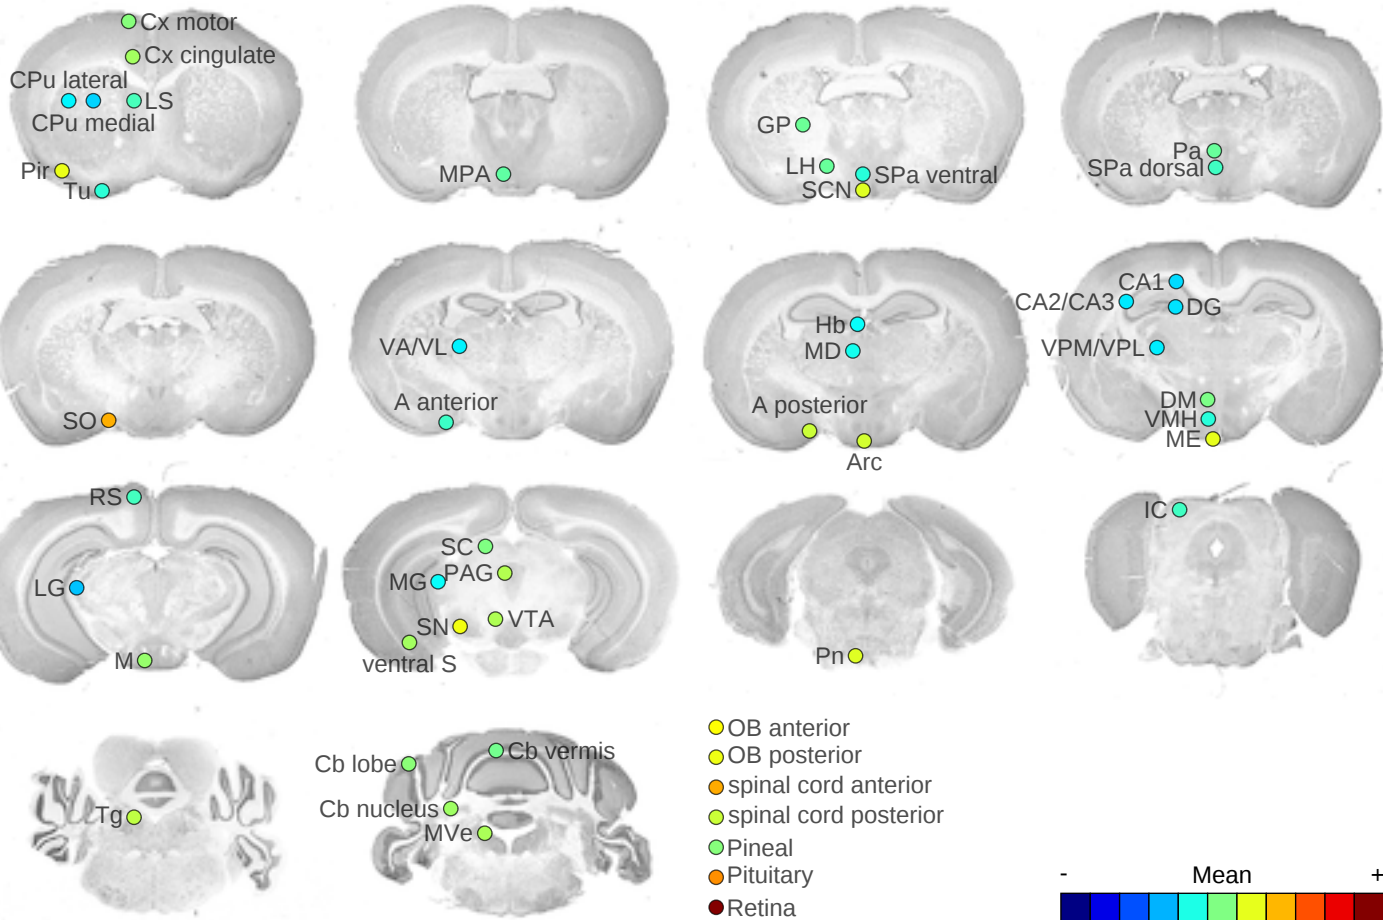 Cx motor
Cx cingulate
CPu lateral
LS
CPu medial
Pir
Tu
MPA
GP
LH
SPa ventral
SCN
Pa
SPa dorsal
SO
VA/VL
A anterior
Hb
MD
A posterior
Arc
CA1
CA2/CA3
DG
VPM/VPL
DM
VMH
ME
RS
LG
M
SC
MG
PAG
SN
VTA
ventral S
Pn
IC
Tg
Cb lobe
Cb vermis
Cb nucleus
MVe
OB anterior
OB posterior
spinal cord anterior
spinal cord posterior
Pineal
Pituitary
Retina
- Mean +